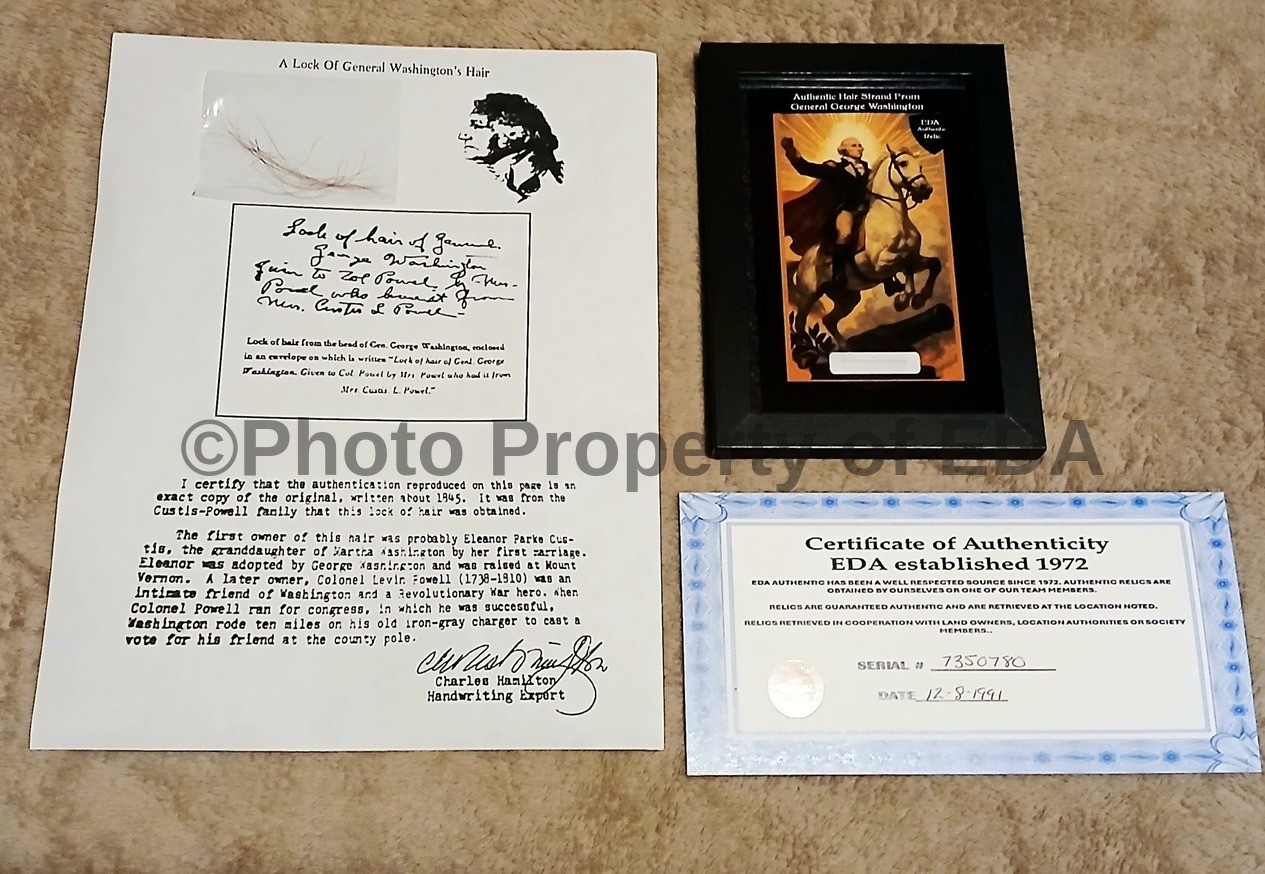 A Lock Of General Washington's Hair
Lock of hair of General
George Washington
given to Col Powel by Mrs.
Powel who had it from
Mrs. Custis L Powel-
Lock of hair from the head of Gen. George Washington, enclosed
in an envelope on which is written "Lock of hair of Genl. George
Washington. Given to Col. Powel by Mrs. Powel who had it from
Mrs. Custis. L. Powel."
I certify that the authentication reproduced on this page is an
exact copy of the original, written about 1845. It was from the
Custis-Powell family that this lock of hair was obtained.
The first owner of this hair was probably Eleanor Parke Cus-
tis, the granddaughter of Martha Washington by her first marriage.
Eleanor was adopted by George Washington and was raised at Mount
Vernon. A later owner, Colonel Levin Powell (1738-1810) was an
intimate friend of Washington and a Revolutionary War hero. When
Colonel Powell ran for congress, in which he was successful,
Washington rode ten miles on his old iron-gray charger to cast a
vote for his friend at the county pole.
Charles Hamilton
Charles Hamilton
Handwriting Expert
Authentic Hair Strand From
General George Washington
EDA
Authentic
Relic
©Photo Property of EDA
Certificate of Authenticity
EDA established 1972
EDA AUTHENTIC HAS BEEN A WELL RESPECTED SOURCE SINCE 1972. AUTHENTIC RELICS ARE
OBTAINED BY OURSELVES OR ONE OF OUR TEAM MEMBERS.
RELICS ARE GUARANTEED AUTHENTIC AND ARE RETRIEVED AT THE LOCATION NOTED.
RELICS RETRIEVED IN COOPERATION WITH LAND OWNERS, LOCATION AUTHORITIES OR SOCIETY
MEMBERS..
SERIAL # 7350780
DATE 12-8-1991